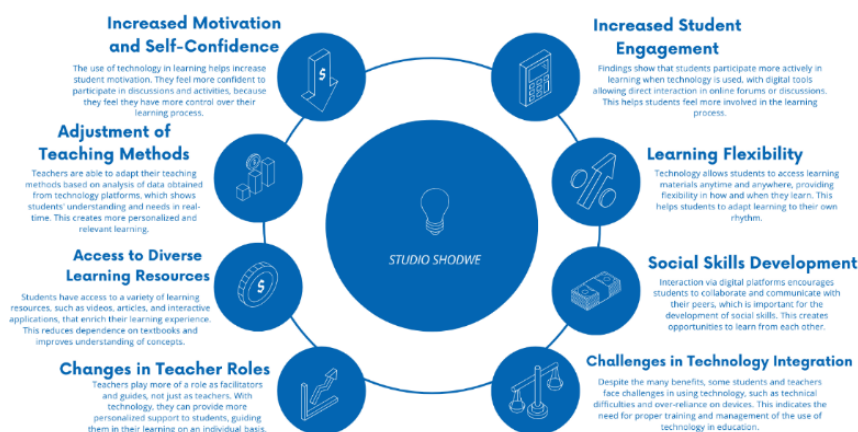 Increased Motivation
and Self-Confidence
The use of technology in learning helps increase
student motivation. They feel more confident to
participate in discussions and activities, because
they feel they have more control over their
learning process.
Adjustment of
Teaching Methods
Teachers are able to adapt their teaching
methods based on analysis of data obtained
from technology platforms, which shows
students' understanding and needs in real-
time. This creates more personalized and
relevant learning.
Access to Diverse
Learning Resources
Students have access to a variety of learning
resources, such as videos, articles, and interactive
applications, that enrich their learning experience.
This reduces dependence on textbooks and
improves understanding of concepts.
Changes in Teacher Roles
Teachers play more of a role as facilitators
and guides, not just as teachers. With
technology, they can provide more
personalized support to students, guiding
them in their learning on an individual basis.
$
$
$
STUDIO SHODWE
Increased Student
Engagement
Findings show that students participate more actively in
learning when technology is used, with digital tools
allowing direct interaction in online forums or discussions.
This helps students feel more involved in the learning
process.
Learning Flexibility
Technology allows students to access learning
materials anytime and anywhere, providing
flexibility in how and when they learn. This
helps students to adapt learning to their own
rhythm.
Social Skills Development
Interaction via digital platforms encourages
students to collaborate and communicate with
their peers, which is important for the
development of social skills. This creates
opportunities to learn from each other.
Challenges in Technology Integration
Despite the many benefits, some students and teachers
face challenges in using technology, such as technical
difficulties and over-reliance on devices. This indicates the
need for proper training and management of the use of
technology in education.